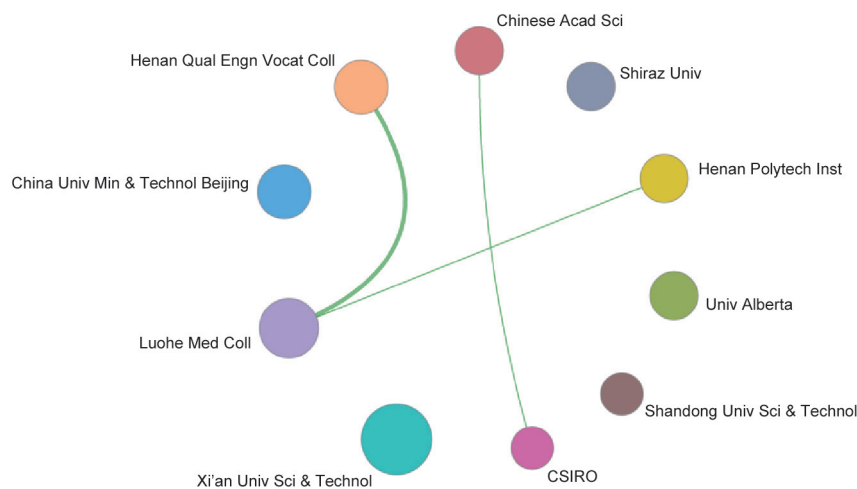 Chinese Acad Sci
Henan Qual Engn Vocat Coll
Shiraz Univ
Henan Polytech Inst
China Univ Min & Technol Beijing
Univ Alberta
Luohe Med Coll
Shandong Univ Sci & Technol
CSIRO
Xi'an Univ Sci & Technol